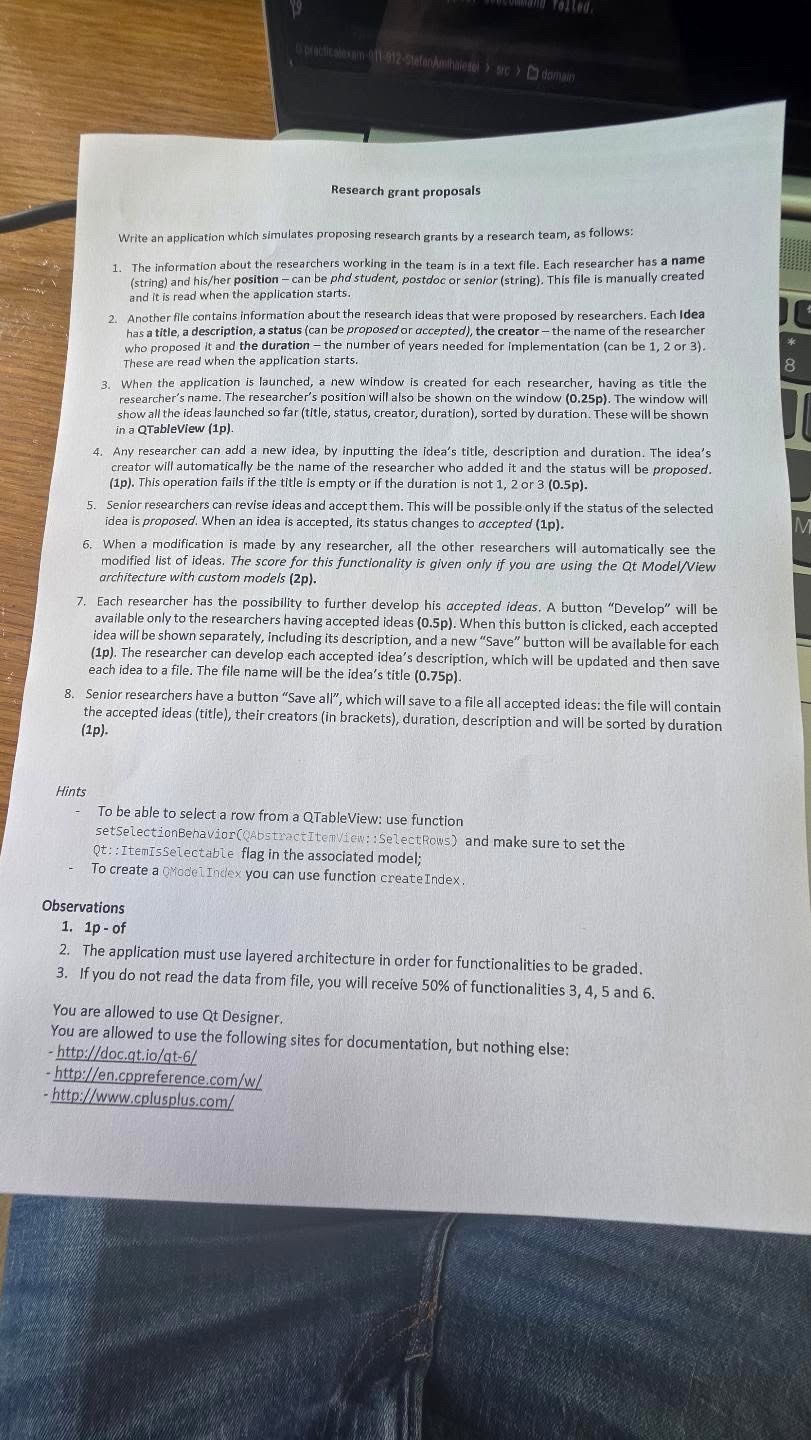 failed.
src > domain
Research grant proposals
Write an application which simulates proposing research grants by a research team, as follows:
1. The information about the researchers working in the team is in a text file. Each researcher has a name
(string) and his/her position – can be phd student, postdoc or senior (string). This file is manually created
and it is read when the application starts.
2. Another file contains information about the research ideas that were proposed by researchers. Each Idea
has a title, a description, a status (can be proposed or accepted), the creator – the name of the researcher
who proposed it and the duration – the number of years needed for implementation (can be 1, 2 or 3).
These are read when the application starts.
3. When the application is launched, a new window is created for each researcher, having as title the
researcher's name. The researcher's position will also be shown on the window (0.25p). The window will
show all the ideas launched so far (title, status, creator, duration), sorted by duration. These will be shown
in a QTableView (1p).
4. Any researcher can add a new idea, by inputting the idea's title, description and duration. The idea's
creator will automatically be the name of the researcher who added it and the status will be proposed.
(1p). This operation fails if the title is empty or if the duration is not 1, 2 or 3 (0.5p).
5. Senior researchers can revise ideas and accept them. This will be possible only if the status of the selected
idea is proposed. When an idea is accepted, its status changes to accepted (1p).
6. When a modification is made by any researcher, all the other researchers will automatically see the
modified list of ideas. The score for this functionality is given only if you are using the Qt Model/View
architecture with custom models (2p).
7. Each researcher has the possibility to further develop his accepted ideas. A button "Develop" will be
available only to the researchers having accepted ideas (0.5p). When this button is clicked, each accepted
idea will be shown separately, including its description, and a new "Save" button will be available for each
(1p). The researcher can develop each accepted idea's description, which will be updated and then save
each idea to a file. The file name will be the idea's title (0.75p).
8. Senior researchers have a button "Save all", which will save to a file all accepted ideas: the file will contain
the accepted ideas (title), their creators (in brackets), duration, description and will be sorted by duration
(1p).
Hints
- To be able to select a row from a QTableView: use function
setSelectionBehavior(QAbstractItemView::SelectRows) and make sure to set the
Qt::ItemIsSelectable flag in the associated model;
- To create a QModelIndex you can use function createIndex.
Observations
1. 1p - of
2. The application must use layered architecture in order for functionalities to be graded.
3. If you do not read the data from file, you will receive 50% of functionalities 3, 4, 5 and 6.
You are allowed to use Qt Designer.
You are allowed to use the following sites for documentation, but nothing else:
- http://doc.qt.io/qt-6/
- http://en.cppreference.com/w/
- http://www.cplusplus.com/
*
8
M